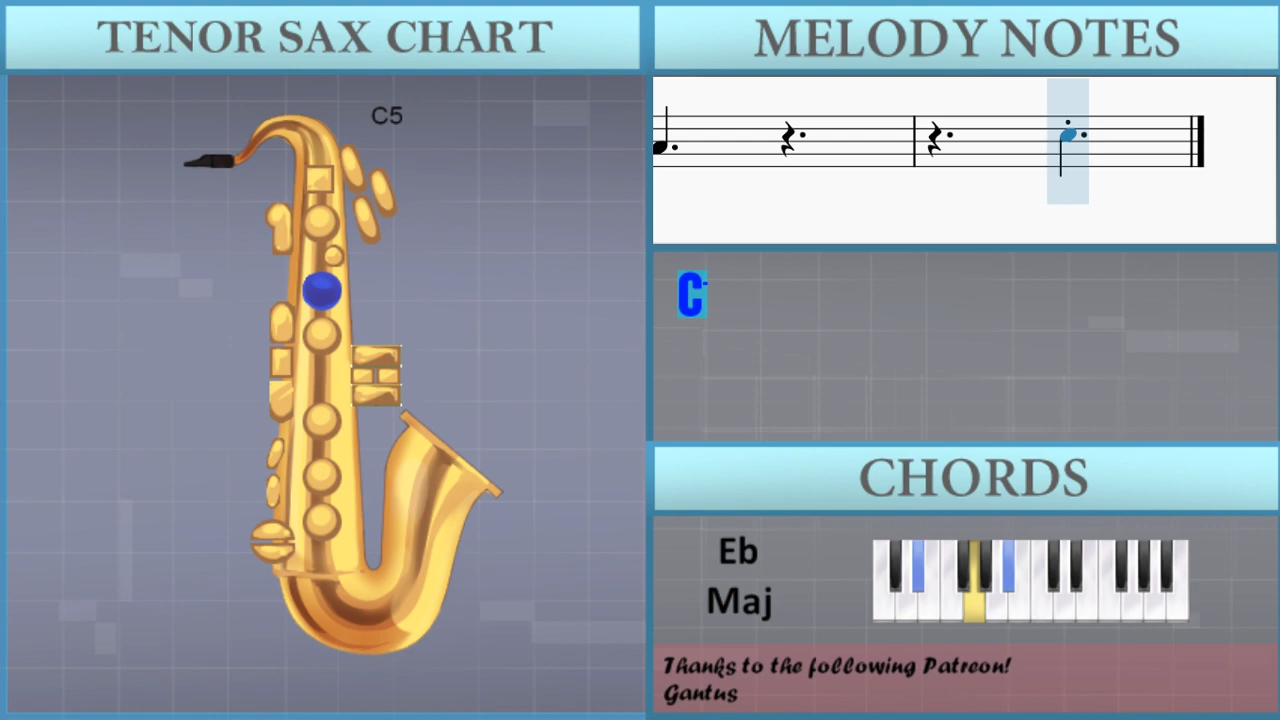 TENOR SAX CHART
C5
MELODY NOTES
C
CHORDS
Eb
Maj
Thanks to the following Patreon!
Gantus